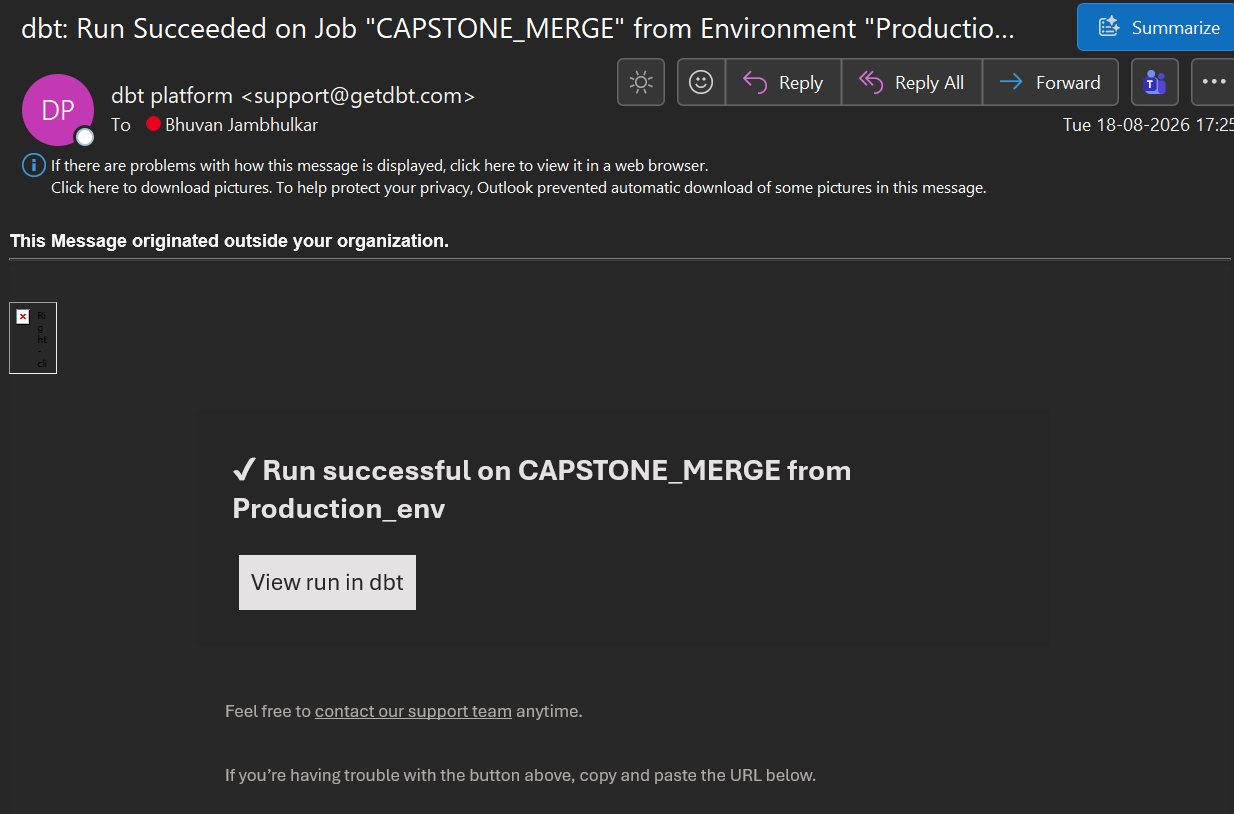 dbt: Run Succeeded on Job "CAPSTONE_MERGE" from Environment "Productio...
Summarize
DP
dbt platform <support@getdbt.com>
Reply
Reply All
Forward
T
To Bhuvan Jambhulkar
Tue 18-08-2026 17:25
If there are problems with how this message is displayed, click here to view it in a web browser.
Click here to download pictures. To help protect your privacy, Outlook prevented automatic download of some pictures in this message.
This Message originated outside your organization.
Ri
g
ht
-
cli
✓ Run successful on CAPSTONE_MERGE from
Production_env
View run in dbt
Feel free to contact our support team anytime.
If you’re having trouble with the button above, copy and paste the URL below.